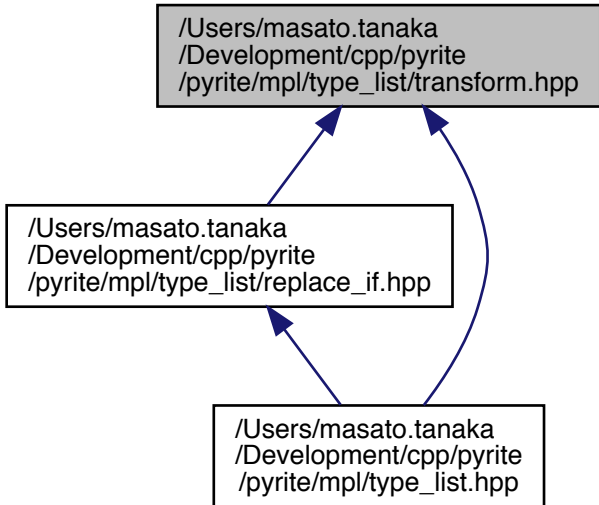 /Users/masato.tanaka
/Development/cpp/pyrite
/pyrite/mpl/type_list/transform.hpp
/Users/masato.tanaka
/Development/cpp/pyrite
/pyrite/mpl/type_list/replace_if.hpp
/Users/masato.tanaka
/Development/cpp/pyrite
/pyrite/mpl/type_list.hpp